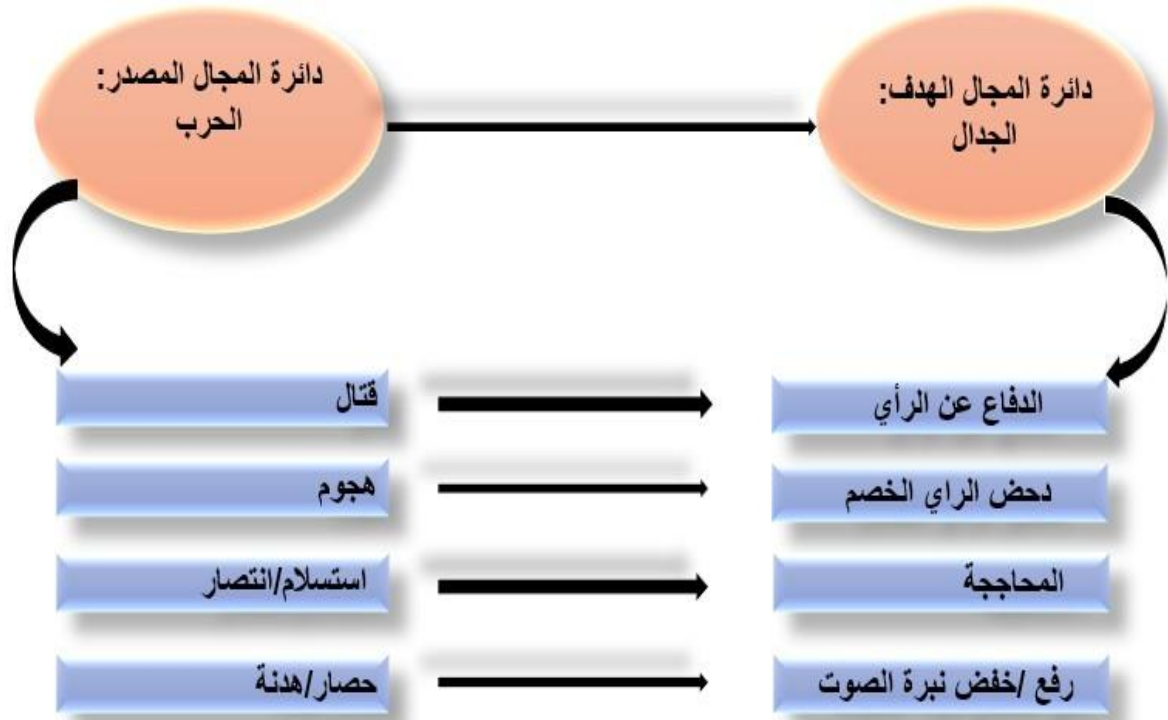 دائرة المجال المصدر:
الحرب
دائرة المجال الهدف:
الجدال
قتال
الدفاع عن الرأي
هجوم
دحض الراي الخصم
استسلام/انتصار
المحاججة
حصار/هدنة
رفع /خفض نبرة الصوت